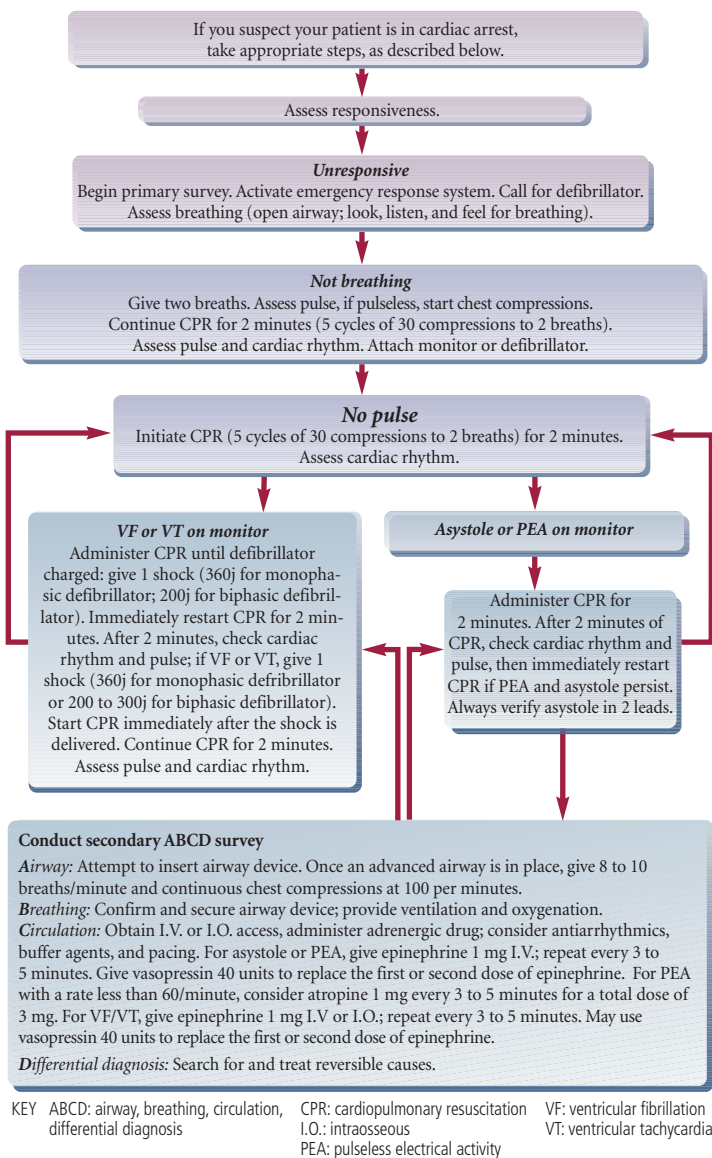 If you suspect your patient is in cardiac arrest,
take appropriate steps, as described below.
Assess responsiveness.
Unresponsive
Begin primary survey. Activate emergency response system. Call for defibrillator.
Assess breathing (open airway; look, listen, and feel for breathing).
Not breathing
Give two breaths. Assess pulse, if pulseless, start chest compressions.
Continue CPR for 2 minutes (5 cycles of 30 compressions to 2 breaths).
Assess pulse and cardiac rhythm. Attach monitor or defibrillator.
No pulse
Initiate CPR (5 cycles of 30 compressions to 2 breaths) for 2 minutes.
Assess cardiac rhythm.
VF or VT on monitor
Administer CPR until defibrillator
charged: give 1 shock (360j for monopha-
sic defibrillator; 200j for biphasic defibril-
lator). Immediately restart CPR for 2 min-
utes. After 2 minutes, check cardiac
rhythm and pulse; if VF or VT, give 1
shock (360j for monophasic defribrillator
or 200 to 300j for biphasic defibrillator).
Start CPR immediately after the shock is
delivered. Continue CPR for 2 minutes.
Assess pulse and cardiac rhythm.
Asystole or PEA on monitor
Administer CPR for
2 minutes. After 2 minutes of
CPR, check cardiac rhythm and
pulse, then immediately restart
CPR if PEA and asystole persist.
Always verify asystole in 2 leads.
Conduct secondary ABCD survey
Airway: Attempt to insert airway device. Once an advanced airway is in place, give 8 to 10
breaths/minute and continuous chest compressions at 100 per minutes.
Breathing: Confirm and secure airway device; provide ventilation and oxygenation.
Circulation: Obtain I.V. or I.O. access, administer adrenergic drug; consider antiarrhythmics,
buffer agents, and pacing. For asystole or PEA, give epinephrine 1 mg I.V.; repeat every 3 to
5 minutes. Give vasopressin 40 units to replace the first or second dose of epinephrine. For PEA
with a rate less than 60/minute, consider atropine 1 mg every 3 to 5 minutes for a total dose of
3 mg. For VF/VT, give epinephrine 1 mg I.V or I.O.; repeat every 3 to 5 minutes. May use
vasopressin 40 units to replace the first or second dose of epinephrine.
Differential diagnosis: Search for and treat reversible causes.
KEY ABCD: airway, breathing, circulation,
differential diagnosis
CPR: cardiopulmonary resuscitation
I.O.: intraosseous
PEA: pulseless electrical activity
VF: ventricular fibrillation
VT: ventricular tachycardia